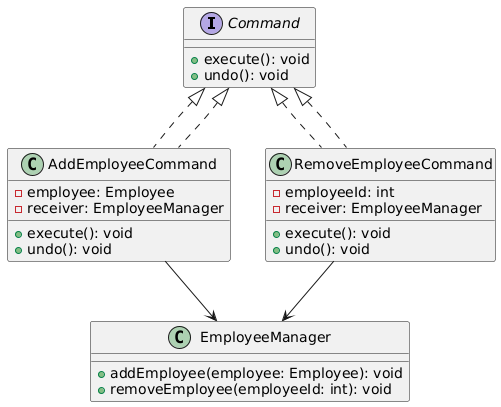 I Command
execute(): void
undo(): void
C AddEmployeeCommand
employee: Employee
receiver: EmployeeManager
execute(): void
undo(): void
C RemoveEmployeeCommand
employeeId: int
receiver: EmployeeManager
execute(): void
undo(): void
C EmployeeManager
addEmployee(employee: Employee): void
removeEmployee(employeeId: int): void